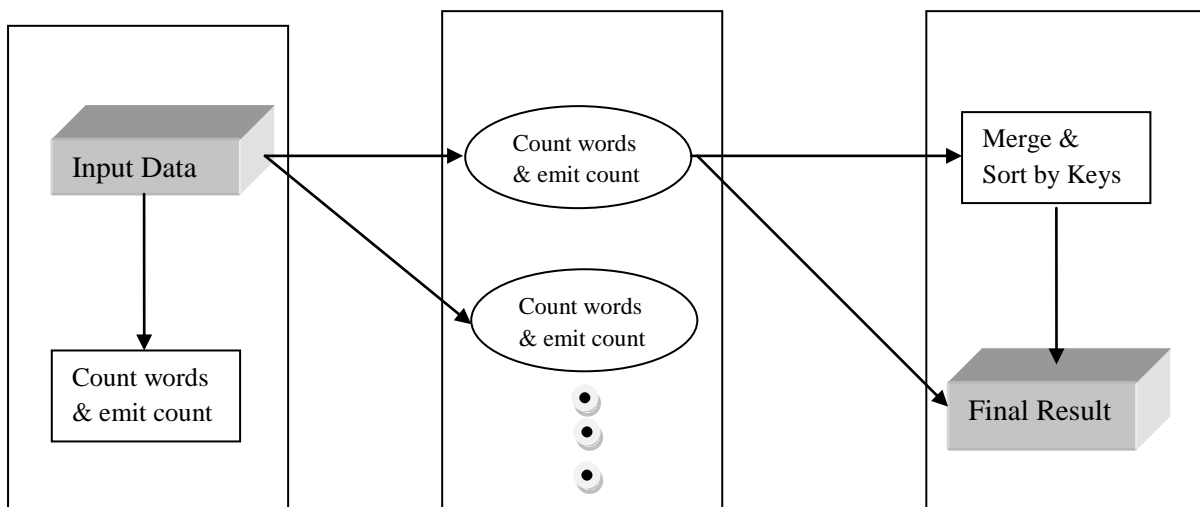 Input Data
Count words
& emit count
Count words
& emit count
Count words
& emit count
Merge &
Sort by Keys
Final Result